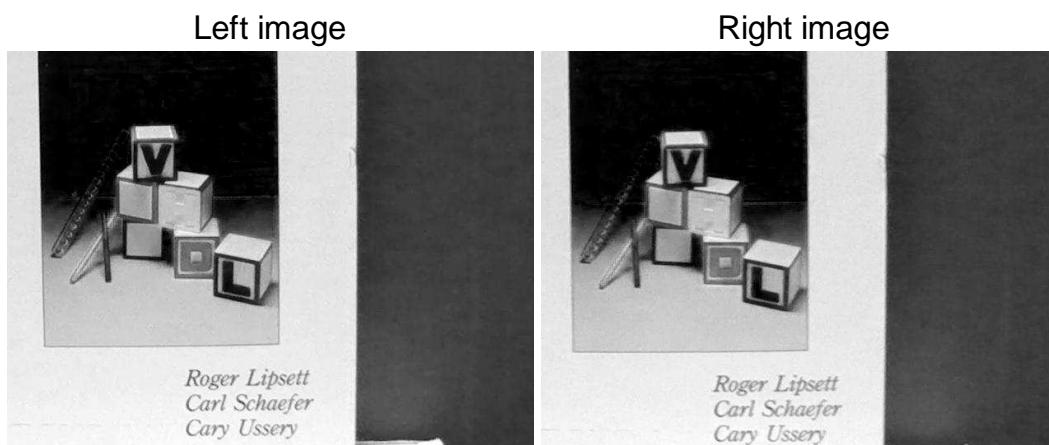 Left image
Right image
V
V
L
L
Roger Lipsett
Carl Schaefer
Cary Ussery
Roger Lipsett
Carl Schaefer
Cary Ussery